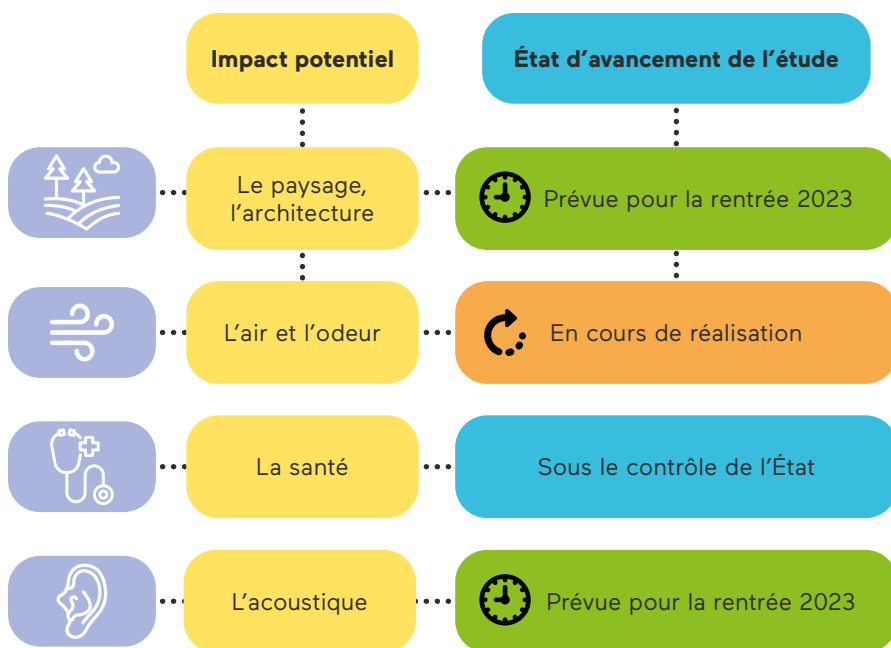 Impact potentiel
État d’avancement de l’étude
Le paysage,
l’architecture
Prévue pour la rentrée 2023
L’air et l’odeur
En cours de réalisation
La santé
Sous le contrôle de l’État
L’acoustique
Prévue pour la rentrée 2023